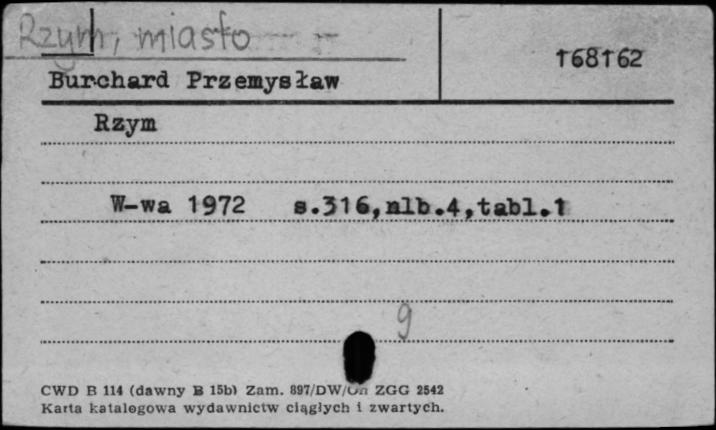 Rzym, miasto
168162
Burchard Przemysław
Rzym
W-wa 1972 s.316,nlb.4,tabl.1
9
CWD B 114 (dawny B 15b) Zam. 897/DW/ ZGG 2542
Karta katalogowa wydawnictw ciągłych i zwartych.